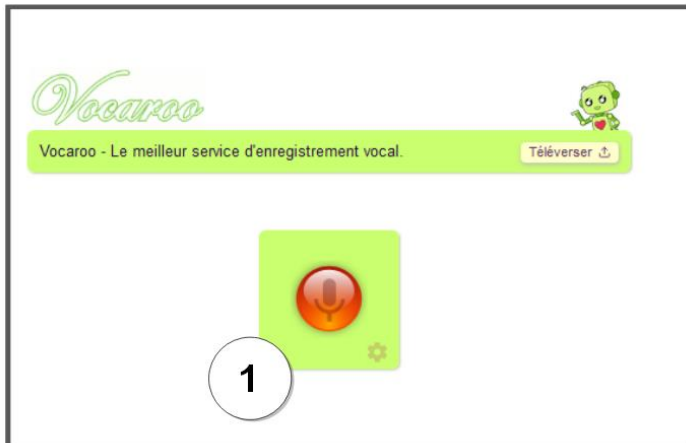 Vocaroo
Vocaroo - Le meilleur service d'enregistrement vocal.
Téléverser
1